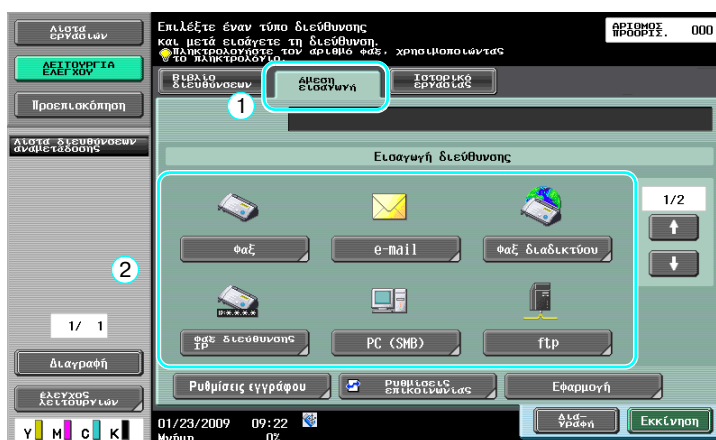 Λίστα
εργασιών
ΛΕΙΤΟΥΡΓΙΑ
ΕΛΕΓΧΟΥ
Προεπισκόπηση
Λίστα διευθύνσεων
αναμετάδοσης
2
1/ 1
Διαγραφή
Έλεγχος
λειτουργιών
Y M C K
Επιλέξτε έναν τύπο διεύθυνσης
και μετά εισάγετε τη διεύθυνση.
Πληκτρολογήστε τον αριθμό φαξ, χρησιμοποιώντας
το πληκτρολόγιο.
ΑΡΙΘΜΟΣ
ΠΡΟΟΡΙΣ. 000
Βιβλίο
διευθύνσεων
Άμεση
εισαγωγή
Ιστορικό
εργασίας
1
Εισαγωγή διεύθυνσης
1/2
Φαξ e-mail Φαξ διαδικτύου
IP:*.*.*.*
Φαξ διεύθυνσης
IP
PC (SMB) ftp
Ρυθμίσεις εγγράφου
Ρυθμίσεις
επικοινωνίας
Εφαρμογή
01/23/2009 09:22
Μνήμη 0%
Δια-
γραφή
Εκκίνηση